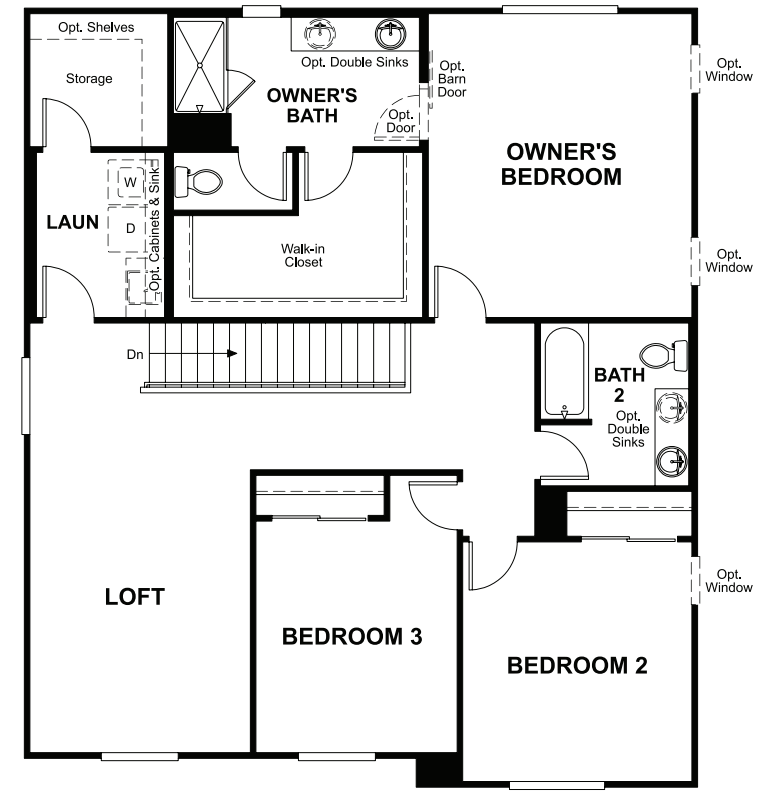 Opt. Shelves
Storage
Opt. Double Sinks
OWNER'S
BATH
Opt.
Door
Opt.
Barn
Door
Opt.
Window
OWNER'S
BEDROOM
W
D
LAUN
Opt. Cabinets & Sink
Walk-in
Closet
Opt.
Window
Dn
BATH
2
Opt.
Double
Sinks
LOFT
BEDROOM 3
BEDROOM 2
Opt.
Window